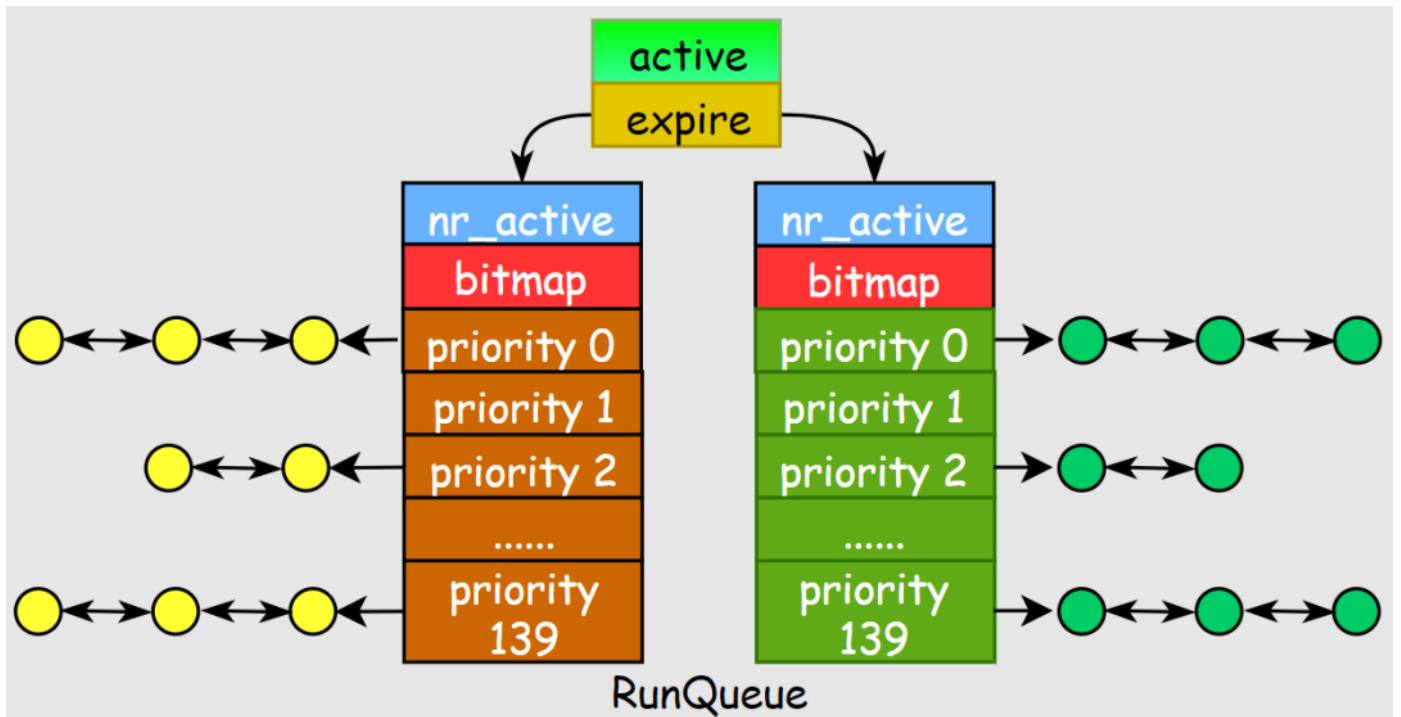 active
expire
nr_active
bitmap
priority 0
priority 1
priority 2
......
priority
139
nr_active
bitmap
priority 0
priority 1
priority 2
......
priority
139
RunQueue